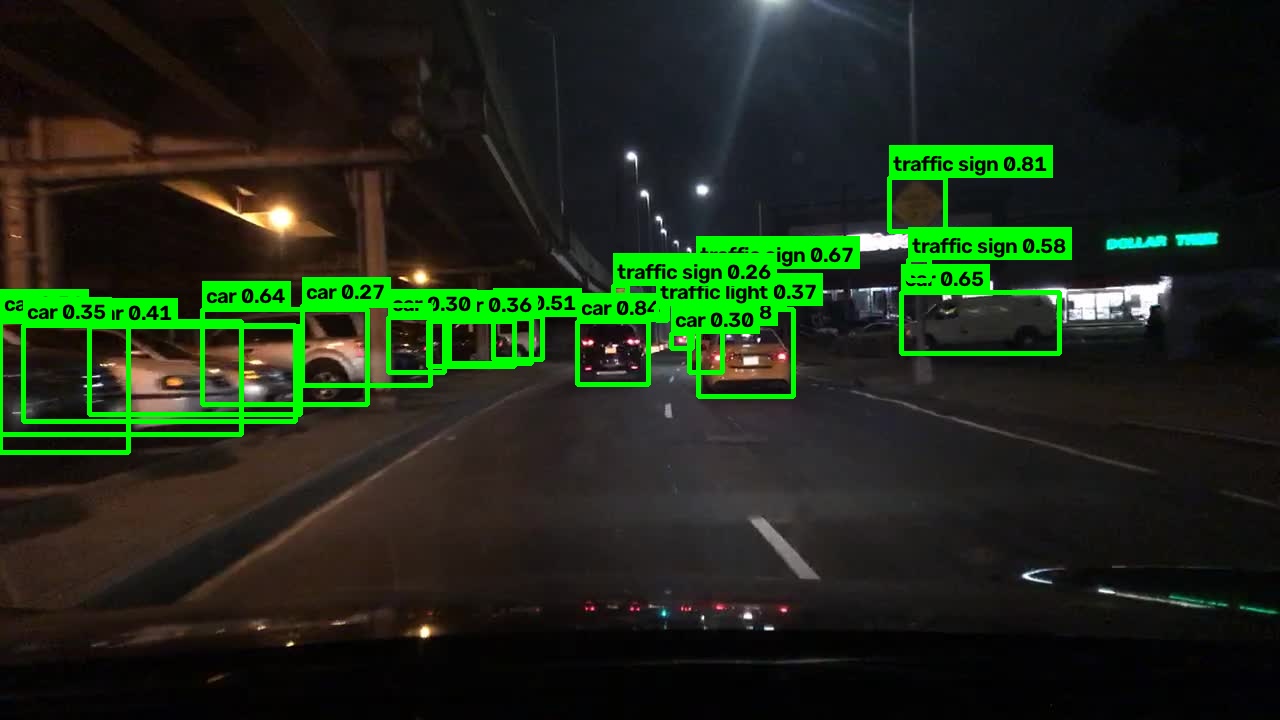 traffic sign 0.81
traffic sign 0.58
DOLLAR TREE
traffic sign 0.67
traffic sign 0.26
car 0.65
traffic light 0.37
car 0.64
car 0.27
car 0.30
0.36
0.51
car 0.84
car 0.35
0.41
car 0.30